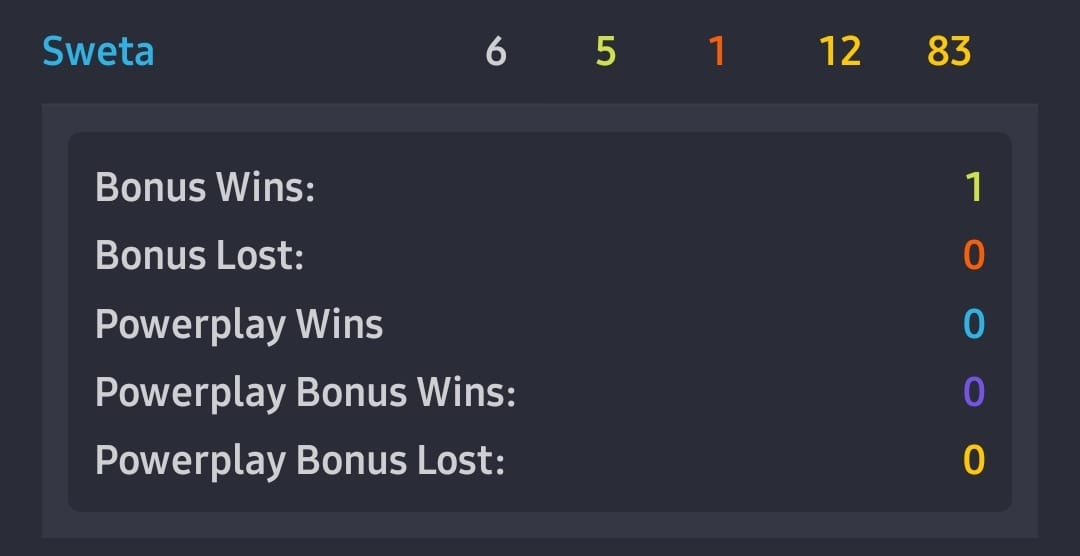 Sweta 6 5 1 12 83
Bonus Wins: 1
Bonus Lost: 0
Powerplay Wins 0
Powerplay Bonus Wins: 0
Powerplay Bonus Lost: 0